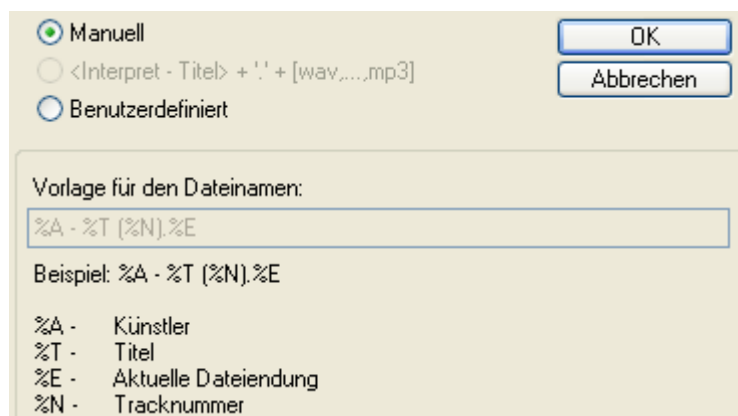 Manuell
OK
<Interpret - Titel> + '.' + [wav,...,mp3]
Abbrechen
Benutzerdefiniert
Vorlage für den Dateinamen:
%A - %T (%N).%E
Beispiel: %A - %T (%N).%E
%A - Künstler
%T - Titel
%E - Aktuelle Dateiendung
%N - Tracknummer